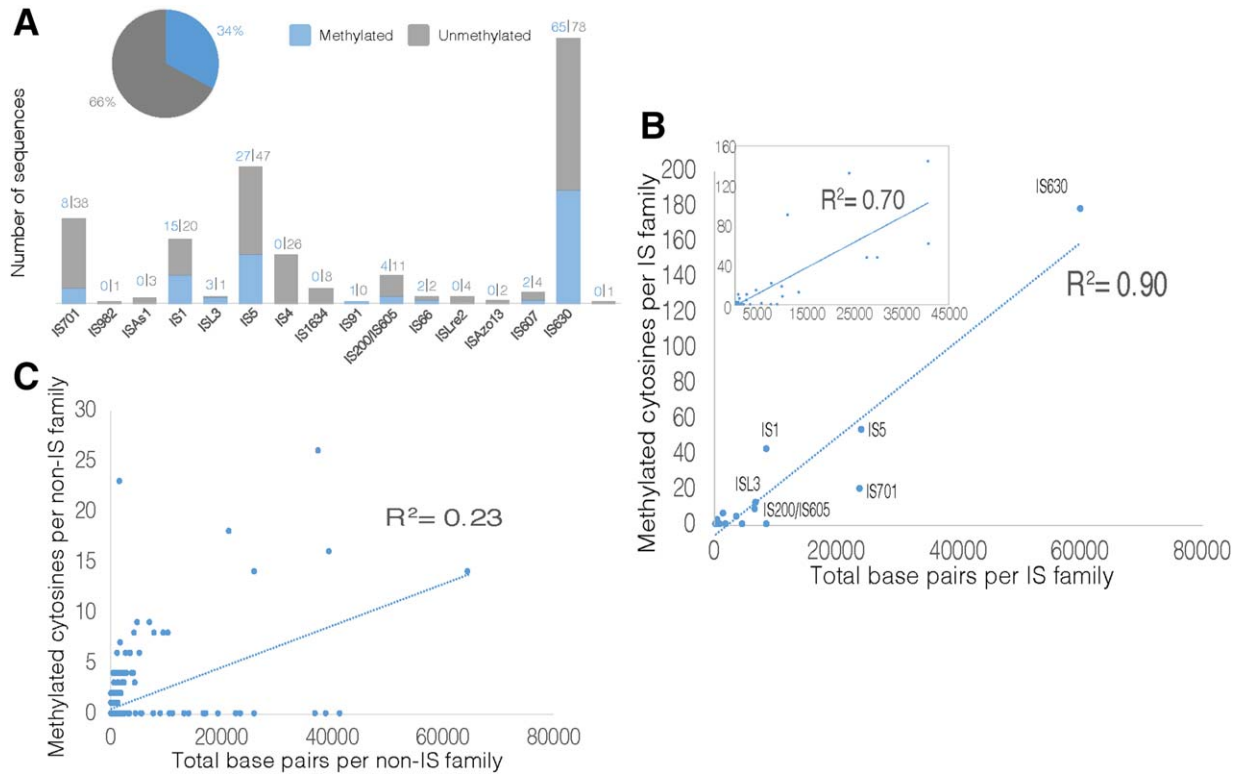 A
34%
66%
Methylated
Unmethylated
Number of sequences
8|38
0|1
0|3
15|20
3|1
27|47
0|26
0|8
1|0
4|11
2|2
0|4
0|2
2|4
65|78
0|1
IS701
IS982
ISAs1
IS1
ISL3
IS5
IS4
IS1634
IS91
IS200/IS605
IS66
ISLre2
ISAzo13
IS607
IS630
B
Methylated cytosines per IS family
200
180
160
140
120
100
80
60
40
20
0
160
120
80
40
0
R²= 0.70
5000 15000 25000 35000 45000
IS630
R²= 0.90
IS1
IS5
ISL3
IS701
IS200/IS605
0 20000 40000 60000 80000
Total base pairs per IS family
C
Methylated cytosines per non-IS family
30
25
20
15
10
5
0
R²= 0.23
0 20000 40000 60000 80000
Total base pairs per non-IS family